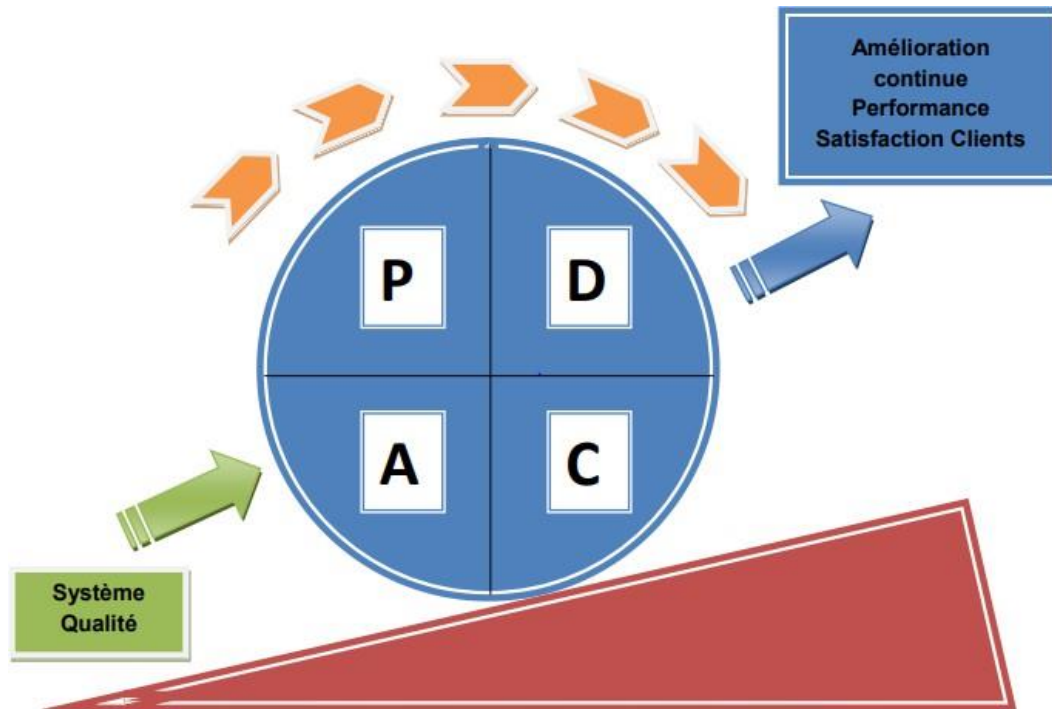 Amélioration
continue
Performance
Satisfaction Clients
P
D
A
C
Système
Qualité